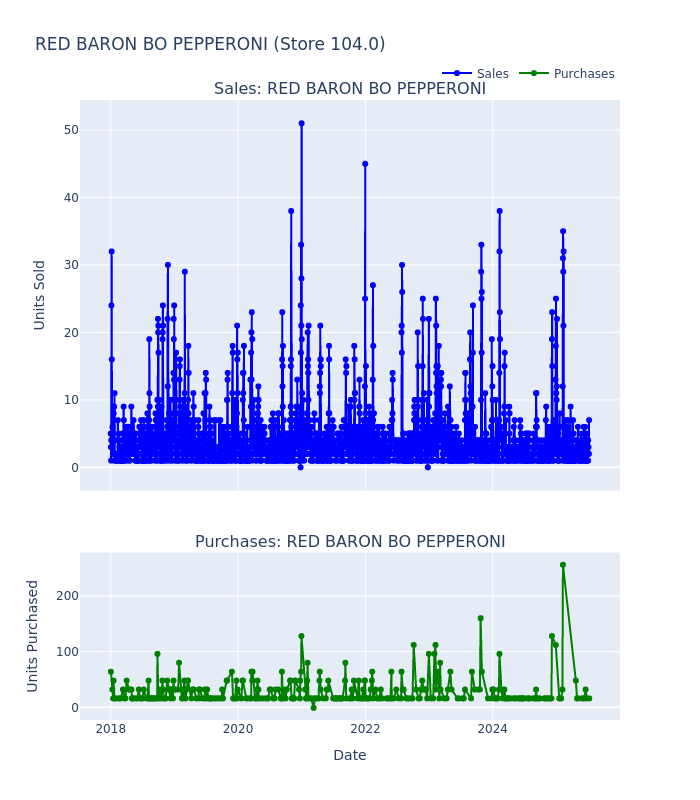 RED BARON BO PEPPERONI (Store 104.0)
Sales
Purchases
Sales: RED BARON BO PEPPERONI
50
40
30
20
10
0
Units Sold
Purchases: RED BARON BO PEPPERONI
200
100
0
Units Purchased
2018
2020
2022
2024
Date